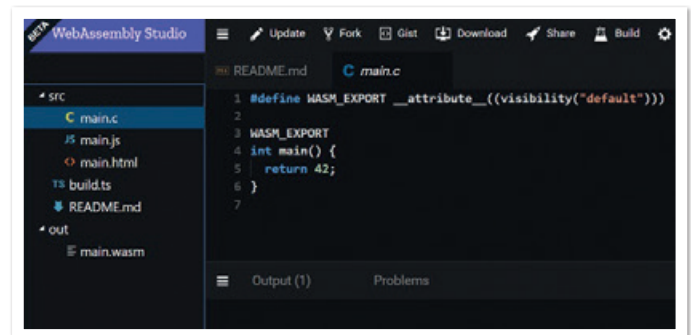 BETA
WebAssembly Studio
Update Fork Gist Download Share Build
README.md main.c
src
C main.c
JS main.js
<> main.html
TS build.ts
README.md
out
main.wasm
1 #define WASM_EXPORT __attribute__((visibility("default")))
2
3 WASM_EXPORT
4 int main() {
5 return 42;
6 }
7
Output (1) Problems